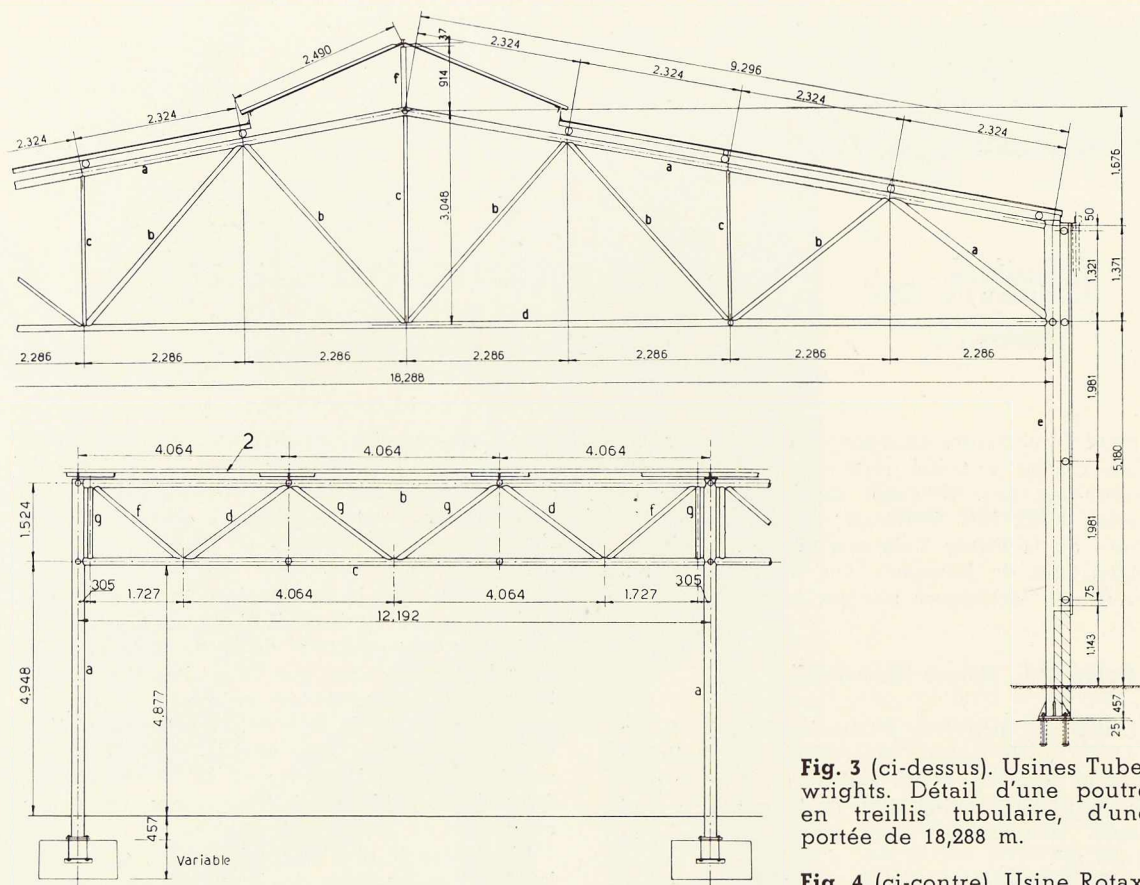 37
2.490
2.324
9.296
914
f
2.324
2.324
2.324
2.324
2.324
a
a
1,676
50
c
b
b
c
3,048
b
b
c
b
a
1,321
1,371
d
2,286
2,286
2,286
2,286
2,286
2,286
2,286
18,288
1,981
e
5,180
1,981
75
1,143
457
25
4.064
2
4.064
4.064
b
1.524
g
f
d
g
g
d
f
g
c
305
305
1.727
4.064
4.064
1.727
12,192
a
a
4,948
4,877
457
Variable
Fig. 3 (ci-dessus). Usines Tube
wrights. Détail d'une poutre
en treillis tubulaire, d'une
portée de 18,288 m.
Fig. 4 (ci-contre). Usine Rotax